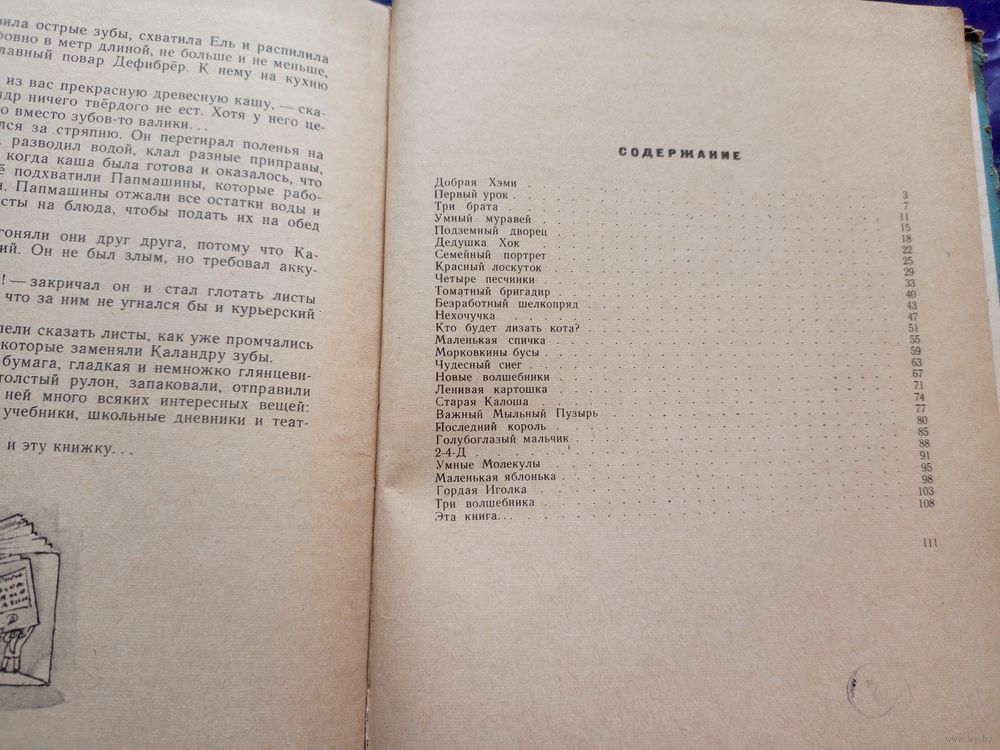 вила острые зубы, схватила Ель и распилила
ровно в метр длиной, не больше и не меньше,
главный повар Дефибрёр. К нему на кухню
из вас прекрасную древесную кашу, — ска-
ндр ничего твёрдого не ест. Хотя у него це-
о вместо зубов-то валики...
лся за стряпню. Он перетирал поленья на
разводил водой, клал разные приправы,
когда каша была готова и оказалось, что
ё подхватили Папмашины, которые рабо-
и. Папмашины отжали все остатки воды и
сты на блюда, чтобы подать их на обед
гоняли они друг друга, потому что Ка-
ий. Он не был злым, но требовал акку-
! — закричал он и стал глотать листы
что за ним не угнался бы и курьерский
пели сказать листы, как уже промчались
которые заменяли Каландру зубы.
бумага, гладкая и немножко глянцеви-
толстый рулон, запаковали, отправили
ней много всяких интересных вещей:
учебники, школьные дневники и теат-
и эту книжку...
СОДЕРЖАНИЕ
Добрая Хэми . 3
Первый урок . 7
Три брата . 11
Умный муравей . 15
Подземный дворец . 18
Дедушка Хок . 22
Семейный портрет . 25
Красный лоскуток . 29
Четыре песчинки . 33
Томатный бригадир . 40
Безработный шелкопряд . 43
Нехочучка . 47
Кто будет лизать кота? . 51
Маленькая спичка . 55
Морковкины бусы . 59
Чудесный снег . 63
Новые волшебники . 67
Ленивая картошка . 71
Старая Калоша . 74
Важный Мыльный Пузырь . 77
Последний король . 80
Голубоглазый мальчик . 85
2-4-Д . 88
Умные Молекулы . 91
Маленькая яблонька . 95
Гордая Иголка . 98
Три волшебника . 103
Эта книга... 108
111
www.ay.by